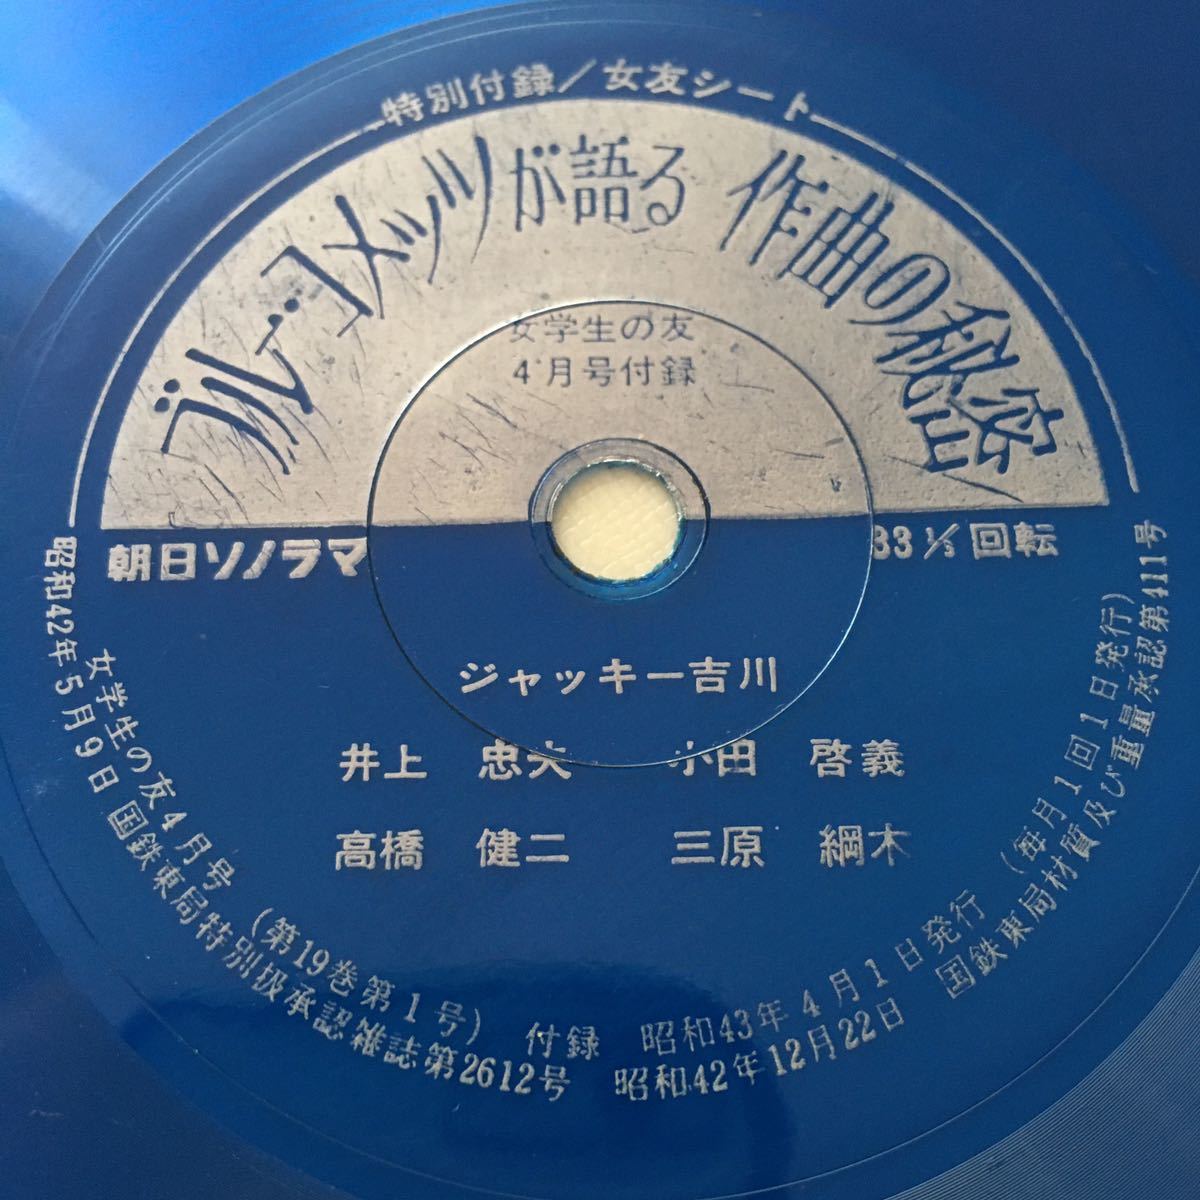 特別付録/女友シート
ブルー・コメッツが語る 作曲の秘密
女学生の友
4月号付録
朝日ソノラマ
33 1/3 回転
ジャッキー吉川
井上 忠夫 小田 啓義
高橋 健二 三原 綱木
女学生の友4月号 (第19巻第1号) 付録 昭和43年4月1日発行 (毎月1回1日発行)
昭和42年5月9日国鉄東局特別扱承認雑誌第2612号 昭和42年12月22日 国鉄東局材質及び重量承認第411号